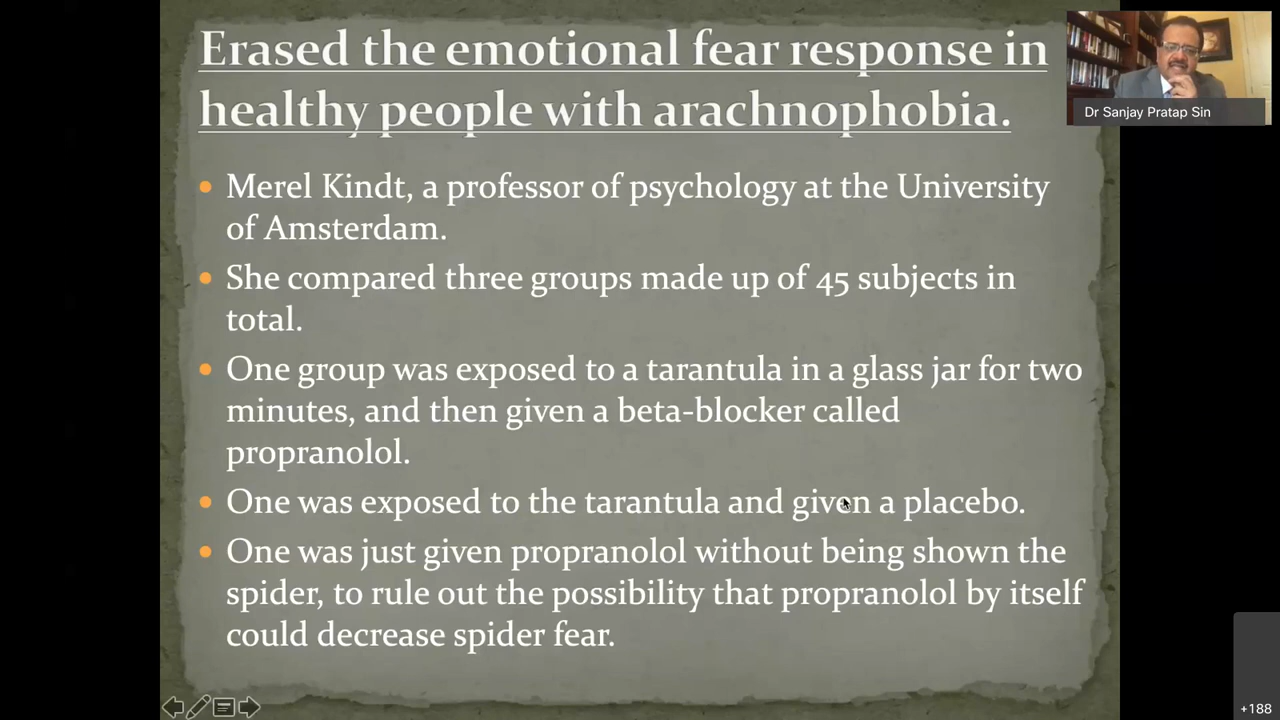 Erased the emotional fear response in
healthy people with arachnophobia.
Dr Sanjay Pratap Sin
• Merel Kindt, a professor of psychology at the University
of Amsterdam.
• She compared three groups made up of 45 subjects in
total.
• One group was exposed to a tarantula in a glass jar for two
minutes, and then given a beta-blocker called
propranolol.
• One was exposed to the tarantula and given a placebo.
• One was just given propranolol without being shown the
spider, to rule out the possibility that propranolol by itself
could decrease spider fear.
+188